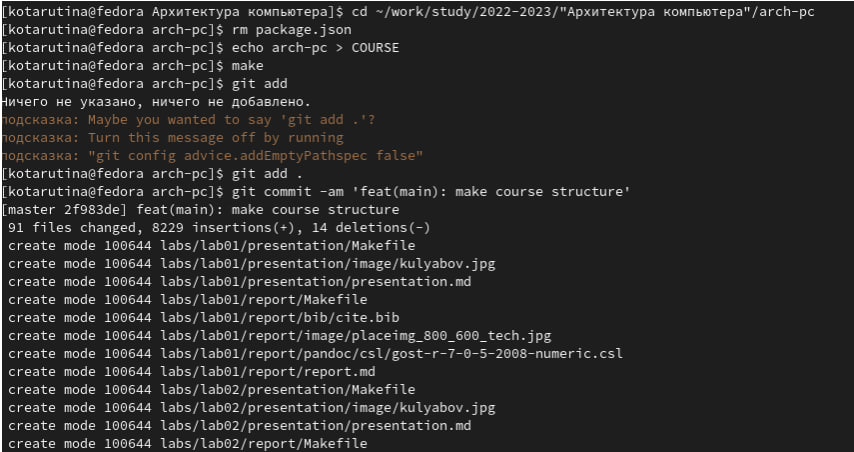 [kotarutina@fedora Архитектура компьютера]$ cd ~/work/study/2022-2023/"Архитектура компьютера"/arch-pc
[kotarutina@fedora arch-pc]$ rm package.json
[kotarutina@fedora arch-pc]$ echo arch-pc > COURSE
[kotarutina@fedora arch-pc]$ make
[kotarutina@fedora arch-pc]$ git add
Ничего не указано, ничего не добавлено.
подсказка: Maybe you wanted to say 'git add .'?
подсказка: Turn this message off by running
подсказка: "git config advice.addEmptyPathspec false"
[kotarutina@fedora arch-pc]$ git add .
[kotarutina@fedora arch-pc]$ git commit -am 'feat(main): make course structure'
[master 2f983de] feat(main): make course structure
 91 files changed, 8229 insertions(+), 14 deletions(-)
 create mode 100644 labs/lab01/presentation/Makefile
 create mode 100644 labs/lab01/presentation/image/kulyabov.jpg
 create mode 100644 labs/lab01/presentation/presentation.md
 create mode 100644 labs/lab01/report/Makefile
 create mode 100644 labs/lab01/report/bib/cite.bib
 create mode 100644 labs/lab01/report/image/placeimg_800_600_tech.jpg
 create mode 100644 labs/lab01/report/pandoc/csl/gost-r-7-0-5-2008-numeric.csl
 create mode 100644 labs/lab01/report/report.md
 create mode 100644 labs/lab02/presentation/Makefile
 create mode 100644 labs/lab02/presentation/image/kulyabov.jpg
 create mode 100644 labs/lab02/presentation/presentation.md
 create mode 100644 labs/lab02/report/Makefile